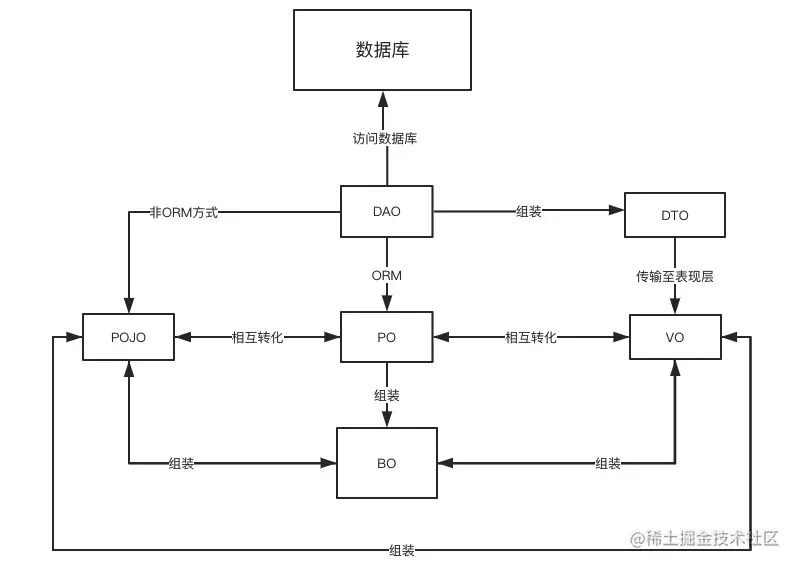 数据库
访问数据库
DAO
非ORM方式
组装
DTO
ORM
传输至表现层
POJO
相互转化
PO
相互转化
VO
组装
组装
BO
组装
组装
@稀土掘金技术社区